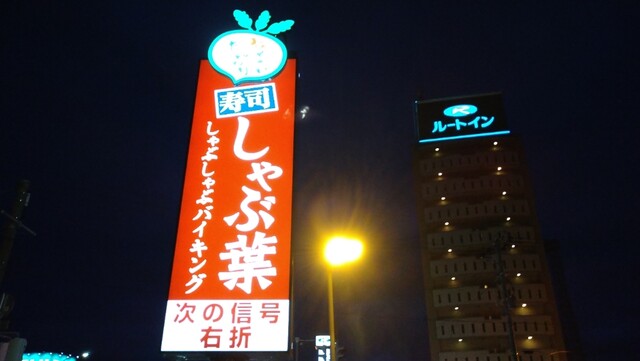 寿司
しゃぶ葉
しゃぶしゃぶバイキング
次の信号
右折
R
ルートイン